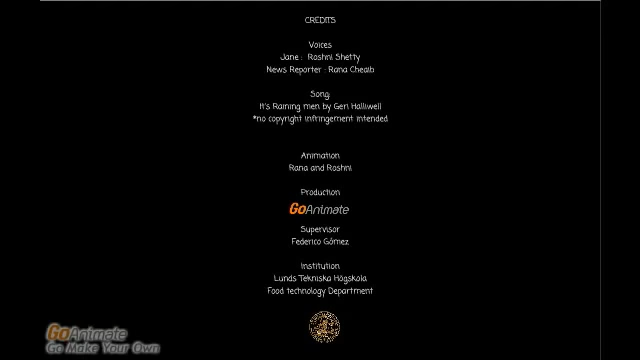 CREDITS
Voices
Jane : Roshni Shetty
News Reporter : Rana Cheaib
Song:
It's Raining men by Geri Halliwell
*no copyright infringement intended
Animation
Rana and Roshni
Production
GoAnimate
Supervisor
Federico Gómez
Institution
Lunds Tekniska Högskola
Food technology Department
GoAnimate
Go Make Your Own